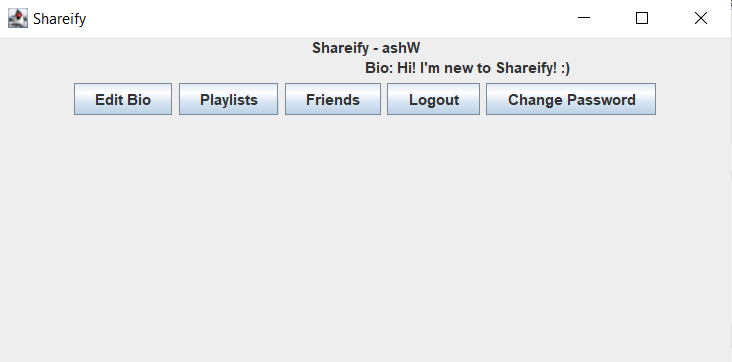 Shareify
Shareify - ashW
Bio: Hi! I'm new to Shareify! :)
Edit Bio Playlists Friends Logout Change Password